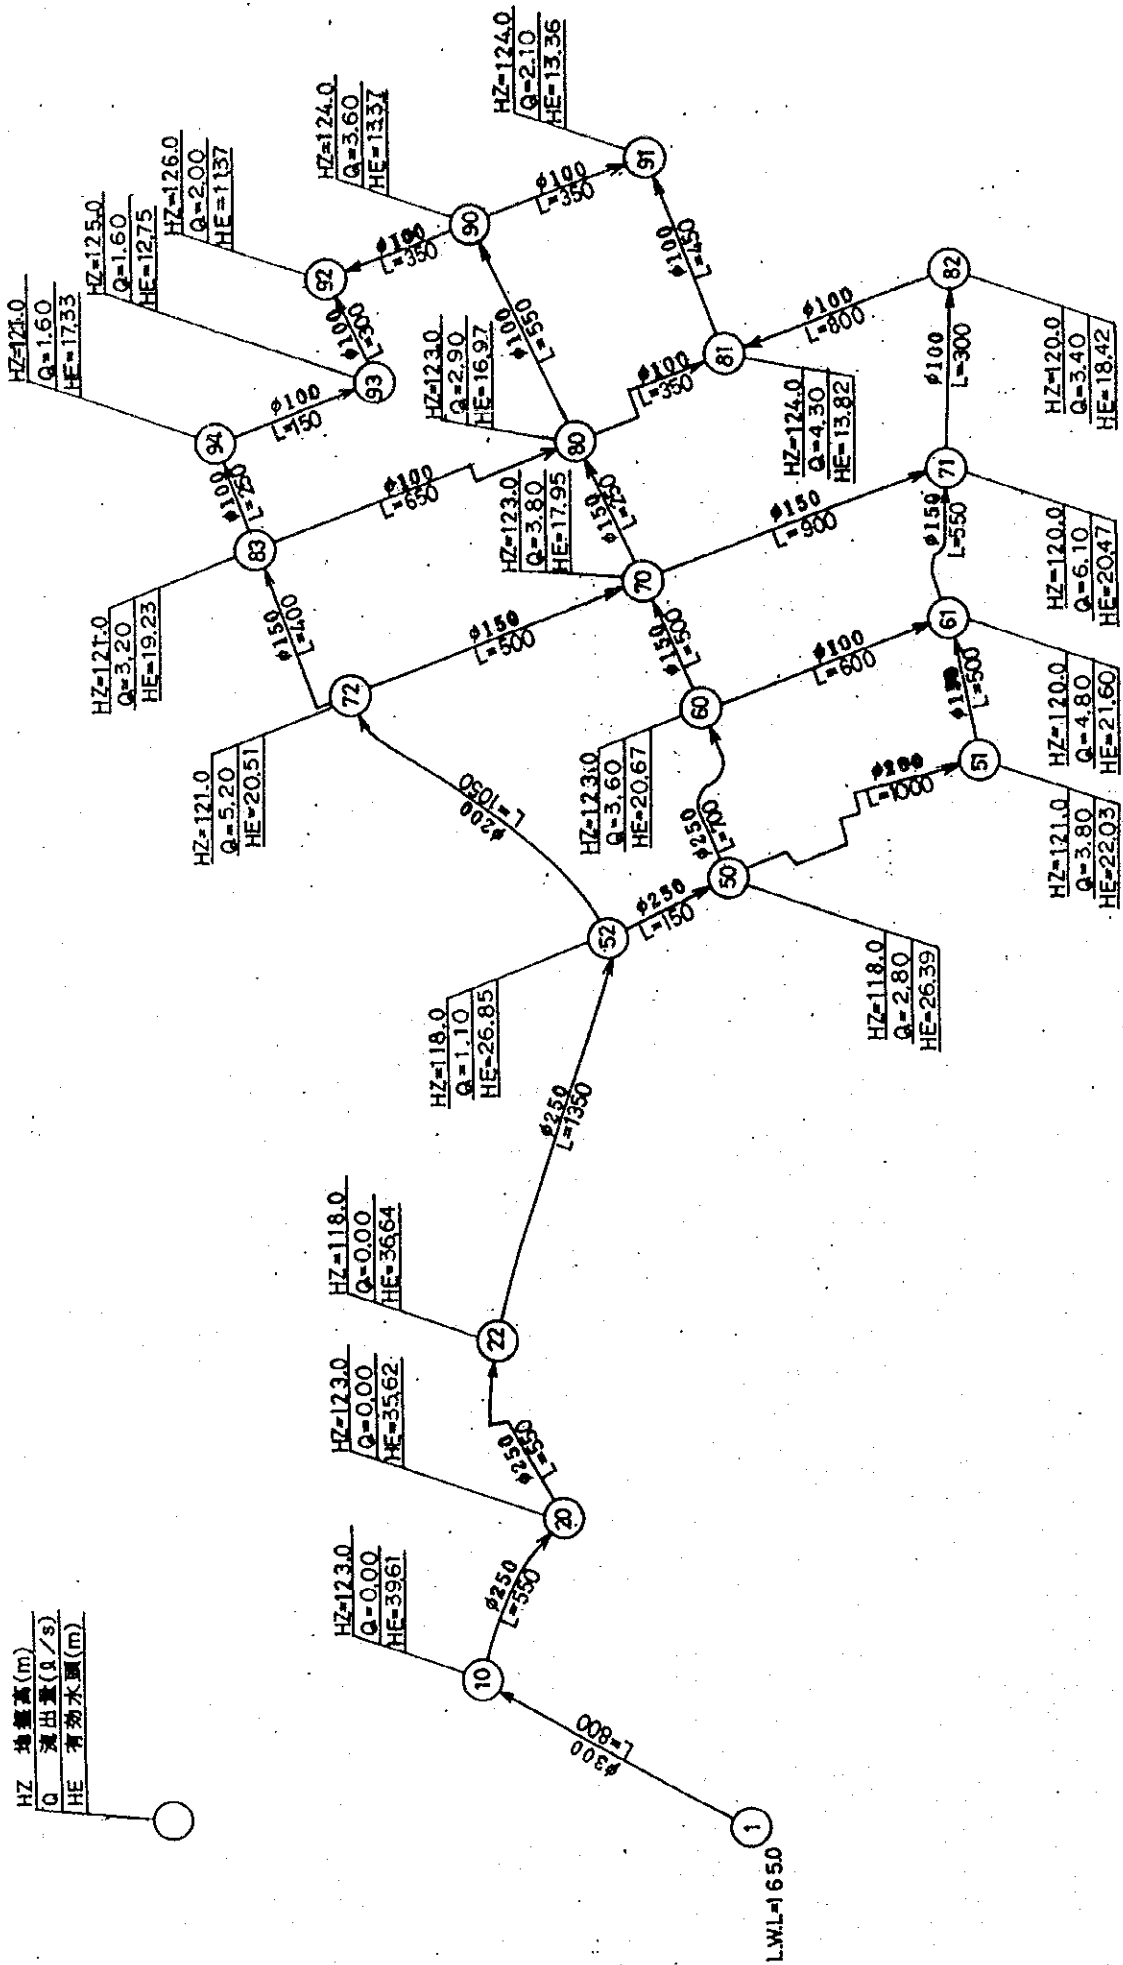 HZ 地盤高(m)
Q 流出量(ℓ/s)
HE 有効水頭(m)
1
L.W.L=165.0
φ300
L=800
10
HZ=123.0
Q=0.00
HE=39.61
φ250
L=550
20
HZ=123.0
Q=0.00
HE=35.62
φ250
L=550
22
HZ=118.0
Q=0.00
HE=36.64
φ250
L=1350
52
HZ=118.0
Q=1.10
HE=26.85
φ200
L=1050
φ250
L=150
50
HZ=118.0
Q=2.80
HE=26.39
φ250
L=700
φ200
L=1000
51
HZ=121.0
Q=3.80
HE=22.03
L=500
60
HZ=123.0
Q=3.60
HE=20.67
φ150
L=500
φ100
L=600
61
HZ=120.0
Q=4.80
HE=21.60
φ150
L=550
72
HZ=121.0
Q=5.20
HE=20.51
φ150
L=400
φ150
L=500
70
HZ=123.0
Q=3.80
HE=17.95
φ150
L=250
φ150
L=900
71
HZ=120.0
Q=6.10
HE=20.47
φ100
L=300
83
HZ=121.0
Q=3.20
HE=19.23
φ100
L=250
φ100
L=650
80
HZ=123.0
Q=2.90
HE=16.97
φ100
L=550
φ100
L=350
81
HZ=124.0
Q=4.30
HE=13.82
φ100
L=450
φ100
L=800
82
HZ=120.0
Q=3.40
HE=18.42
94
HZ=121.0
Q=1.60
HE=17.33
φ100
L=150
93
HZ=125.0
Q=1.60
HE=12.75
φ100
L=300
92
HZ=126.0
Q=2.00
HE=11.37
φ100
L=350
90
HZ=124.0
Q=3.60
HE=13.37
φ100
L=350
91
HZ=124.0
Q=2.10
HE=13.36